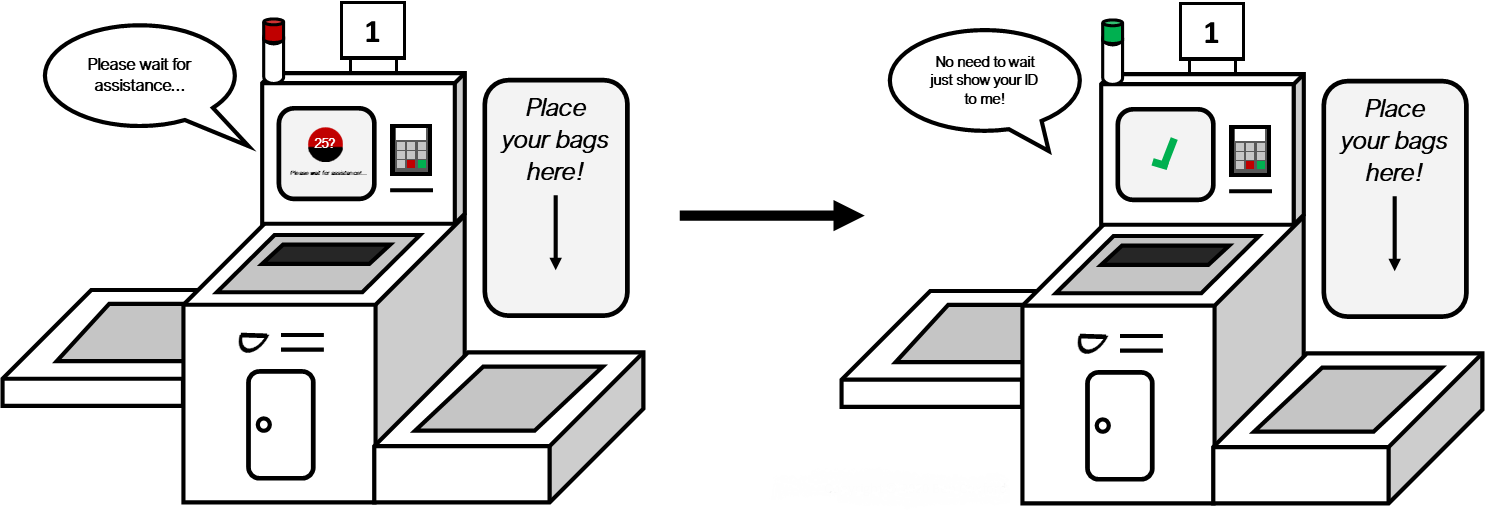 1
Please wait for
assistance...
25?
Please wait for assistance!...
Place
your bags
here!
1
No need to wait
just show your ID
to me!
Place
your bags
here!